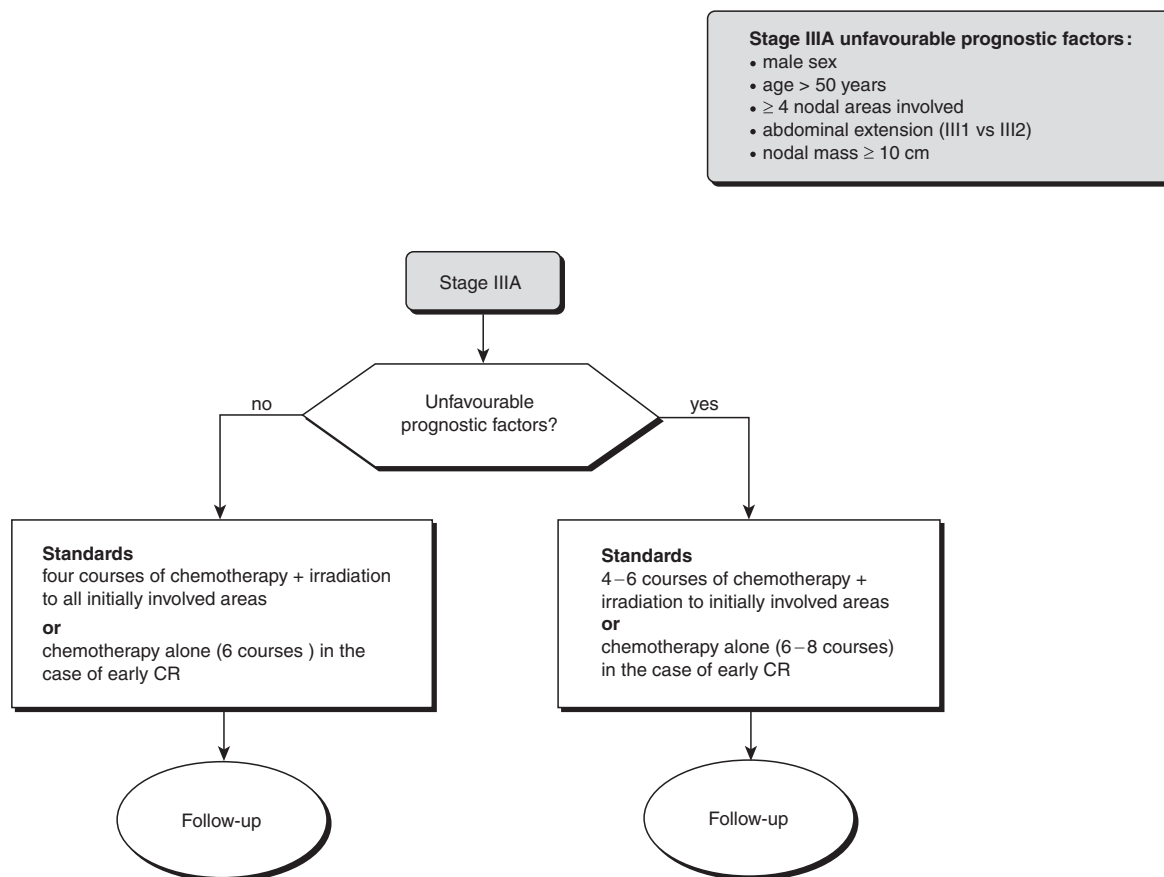 Stage IIIA unfavourable prognostic factors:
• male sex
• age > 50 years
• ≥ 4 nodal areas involved
• abdominal extension (III1 vs III2)
• nodal mass ≥ 10 cm
Stage IIIA
Unfavourable
prognostic factors?
no
yes
Standards
four courses of chemotherapy + irradiation
to all initially involved areas
or
chemotherapy alone (6 courses ) in the
case of early CR
Standards
4–6 courses of chemotherapy +
irradiation to initially involved areas
or
chemotherapy alone (6–8 courses)
in the case of early CR
Follow-up
Follow-up